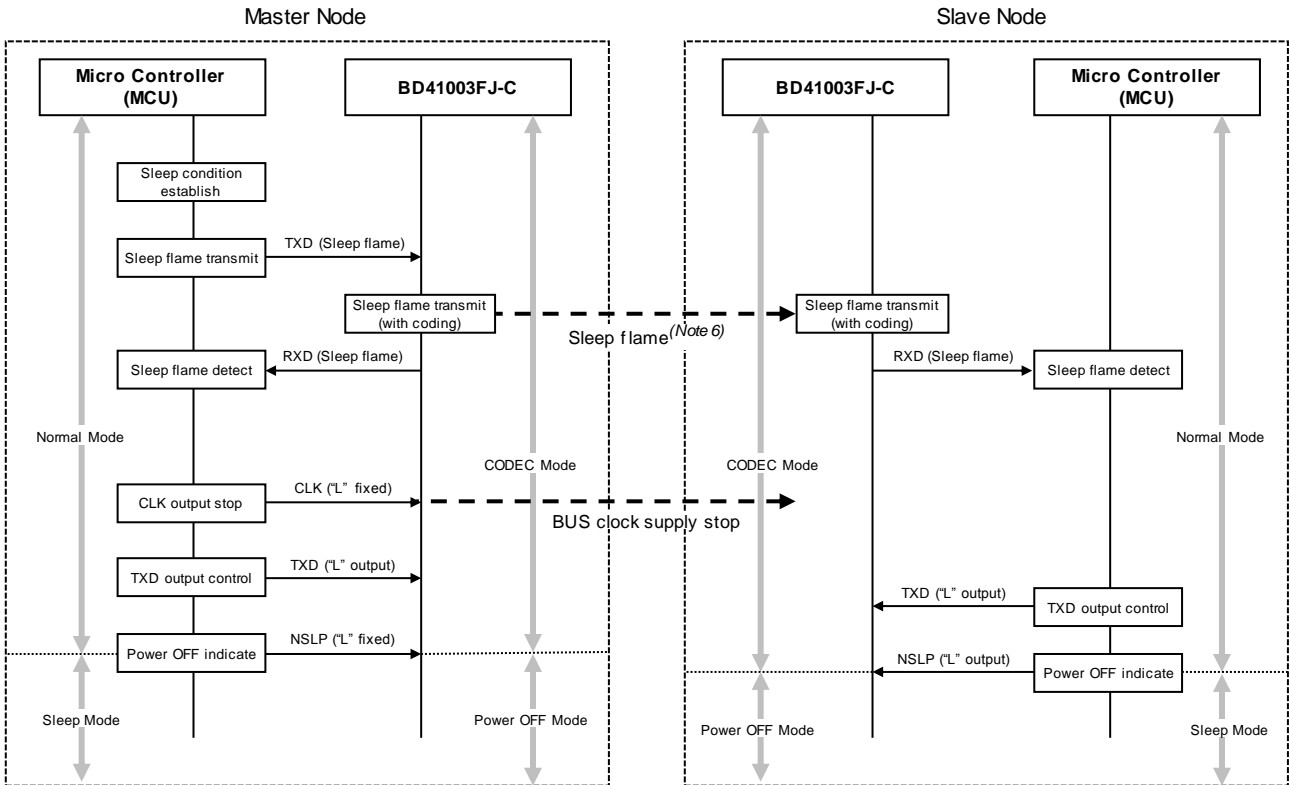 Master Node
Slave Node
Micro Controller
(MCU)
BD41003FJ-C
BD41003FJ-C
Micro Controller
(MCU)
Sleep condition
establish
Sleep flame transmit
TXD (Sleep flame)
Sleep flame transmit
(with coding)
Sleep flame(Note 6)
Sleep flame transmit
(with coding)
Sleep flame detect
RXD (Sleep flame)
RXD (Sleep flame)
Sleep flame detect
Normal Mode
CODEC Mode
CODEC Mode
Normal Mode
CLK output stop
CLK (“L” fixed)
BUS clock supply stop
TXD output control
TXD (“L” output)
TXD (“L” output)
TXD output control
Power OFF indicate
NSLP (“L” fixed)
NSLP (“L” output)
Power OFF indicate
Sleep Mode
Power OFF Mode
Power OFF Mode
Sleep Mode